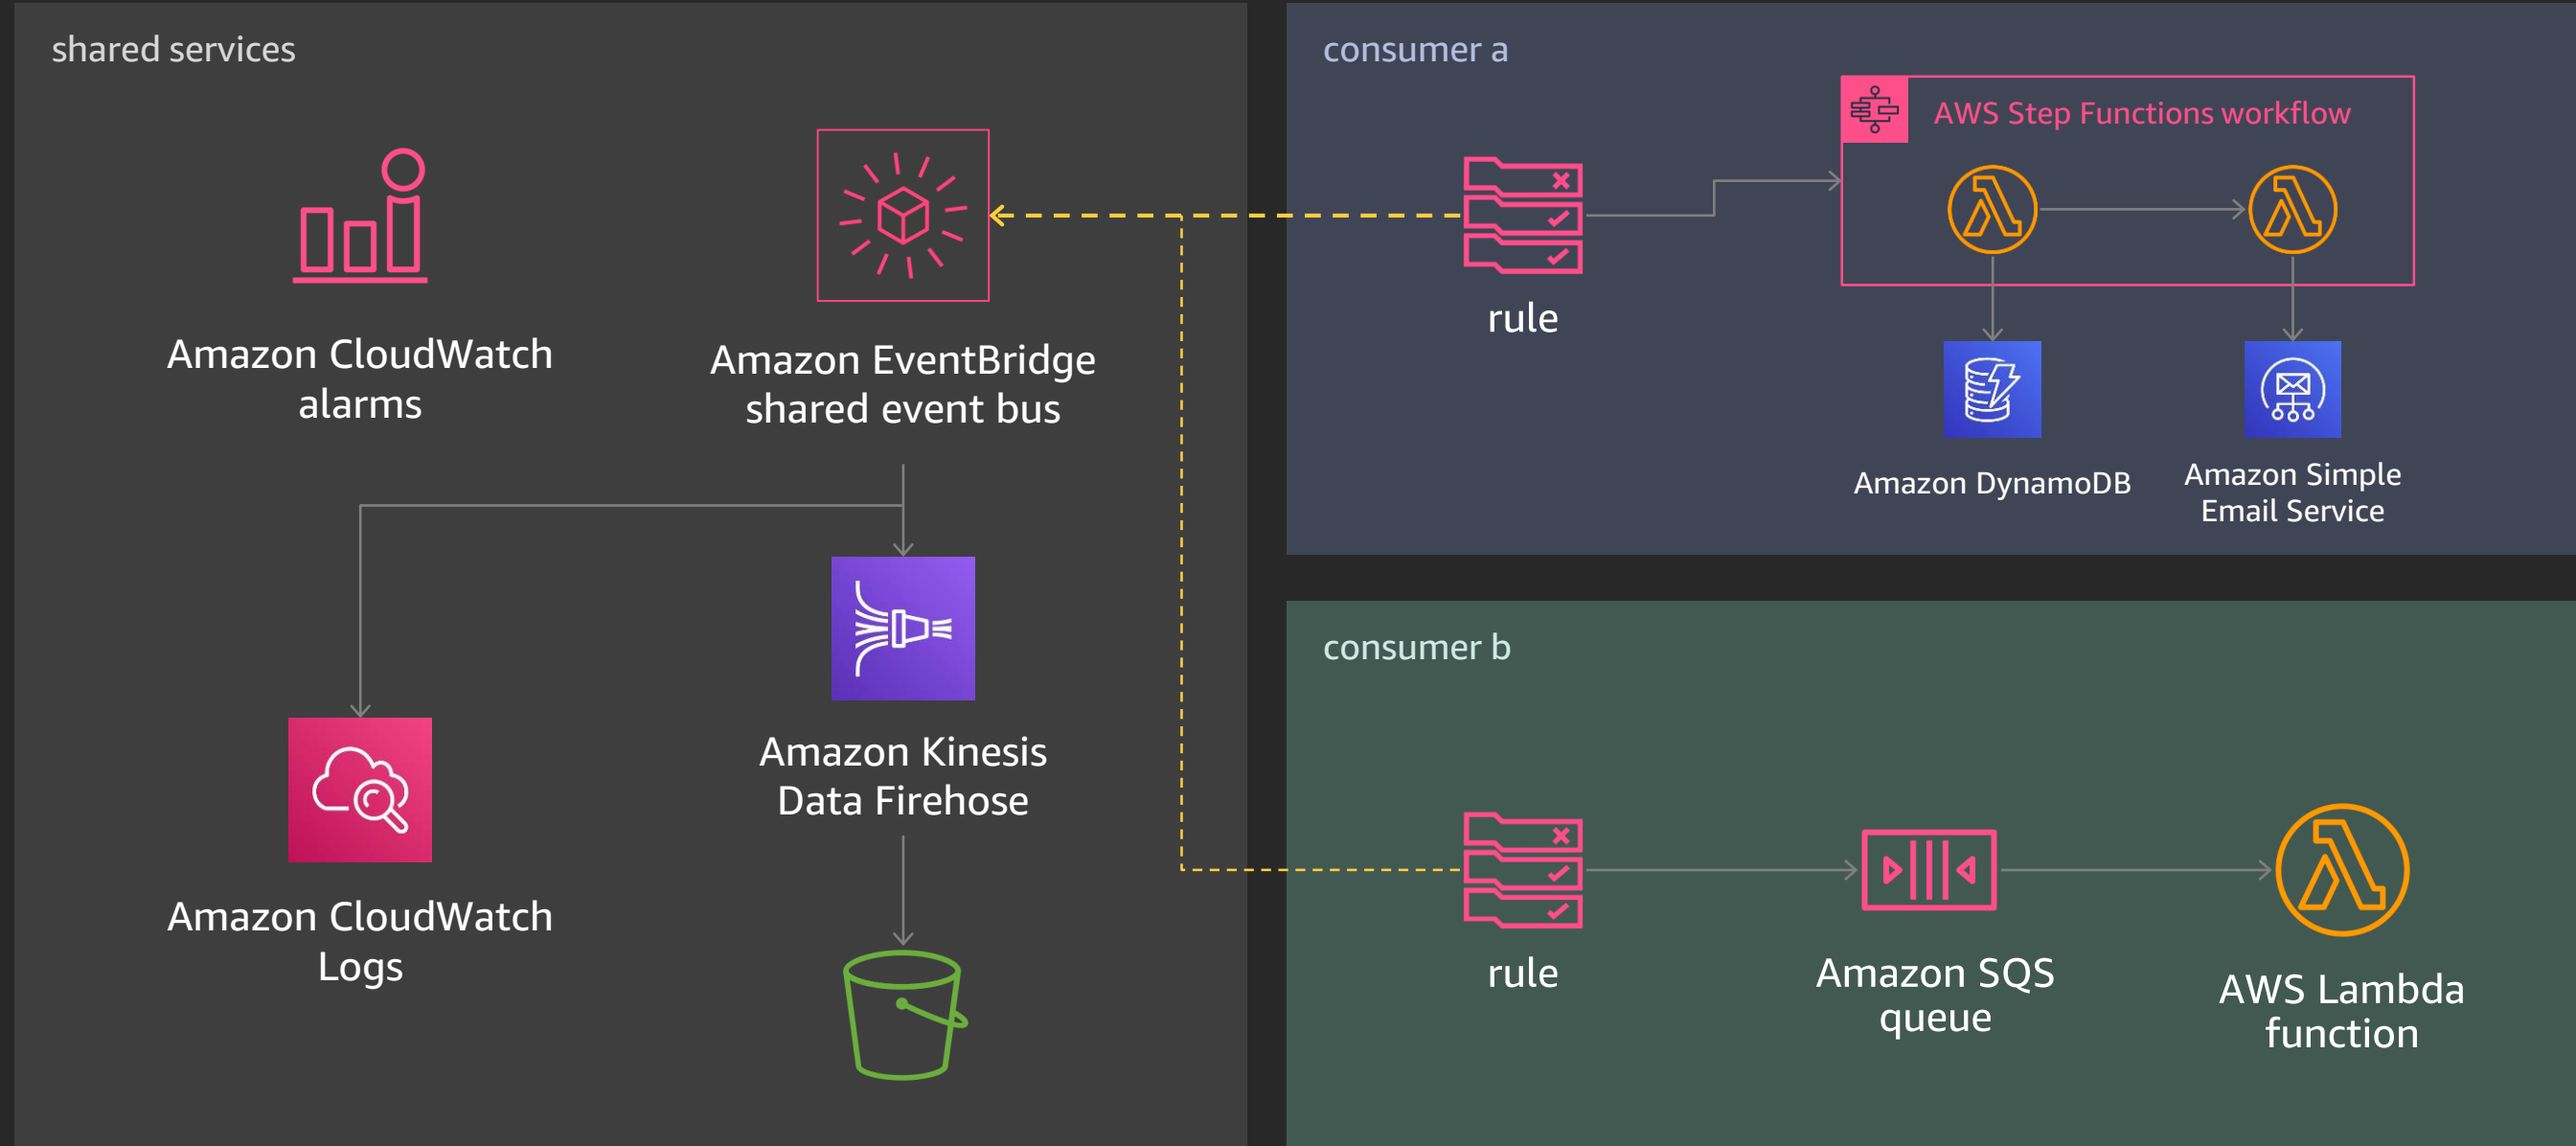 shared services
Amazon CloudWatch
alarms
Amazon EventBridge
shared event bus
Amazon Kinesis
Data Firehose
Amazon CloudWatch
Logs
consumer a
AWS Step Functions workflow
rule
Amazon DynamoDB
Amazon Simple
Email Service
consumer b
rule
Amazon SQS
queue
AWS Lambda
function